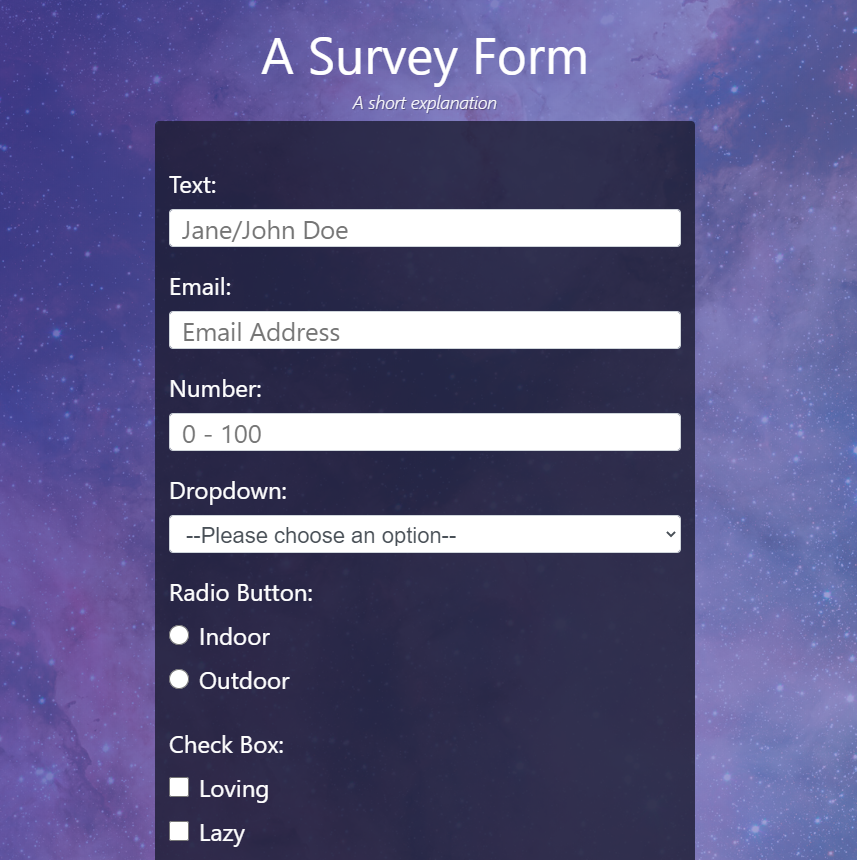 A Survey Form
A short explanation
Text:
Jane/John Doe
Email:
Email Address
Number:
0 - 100
Dropdown:
--Please choose an option--
Radio Button:
Indoor
Outdoor
Check Box:
Loving
Lazy